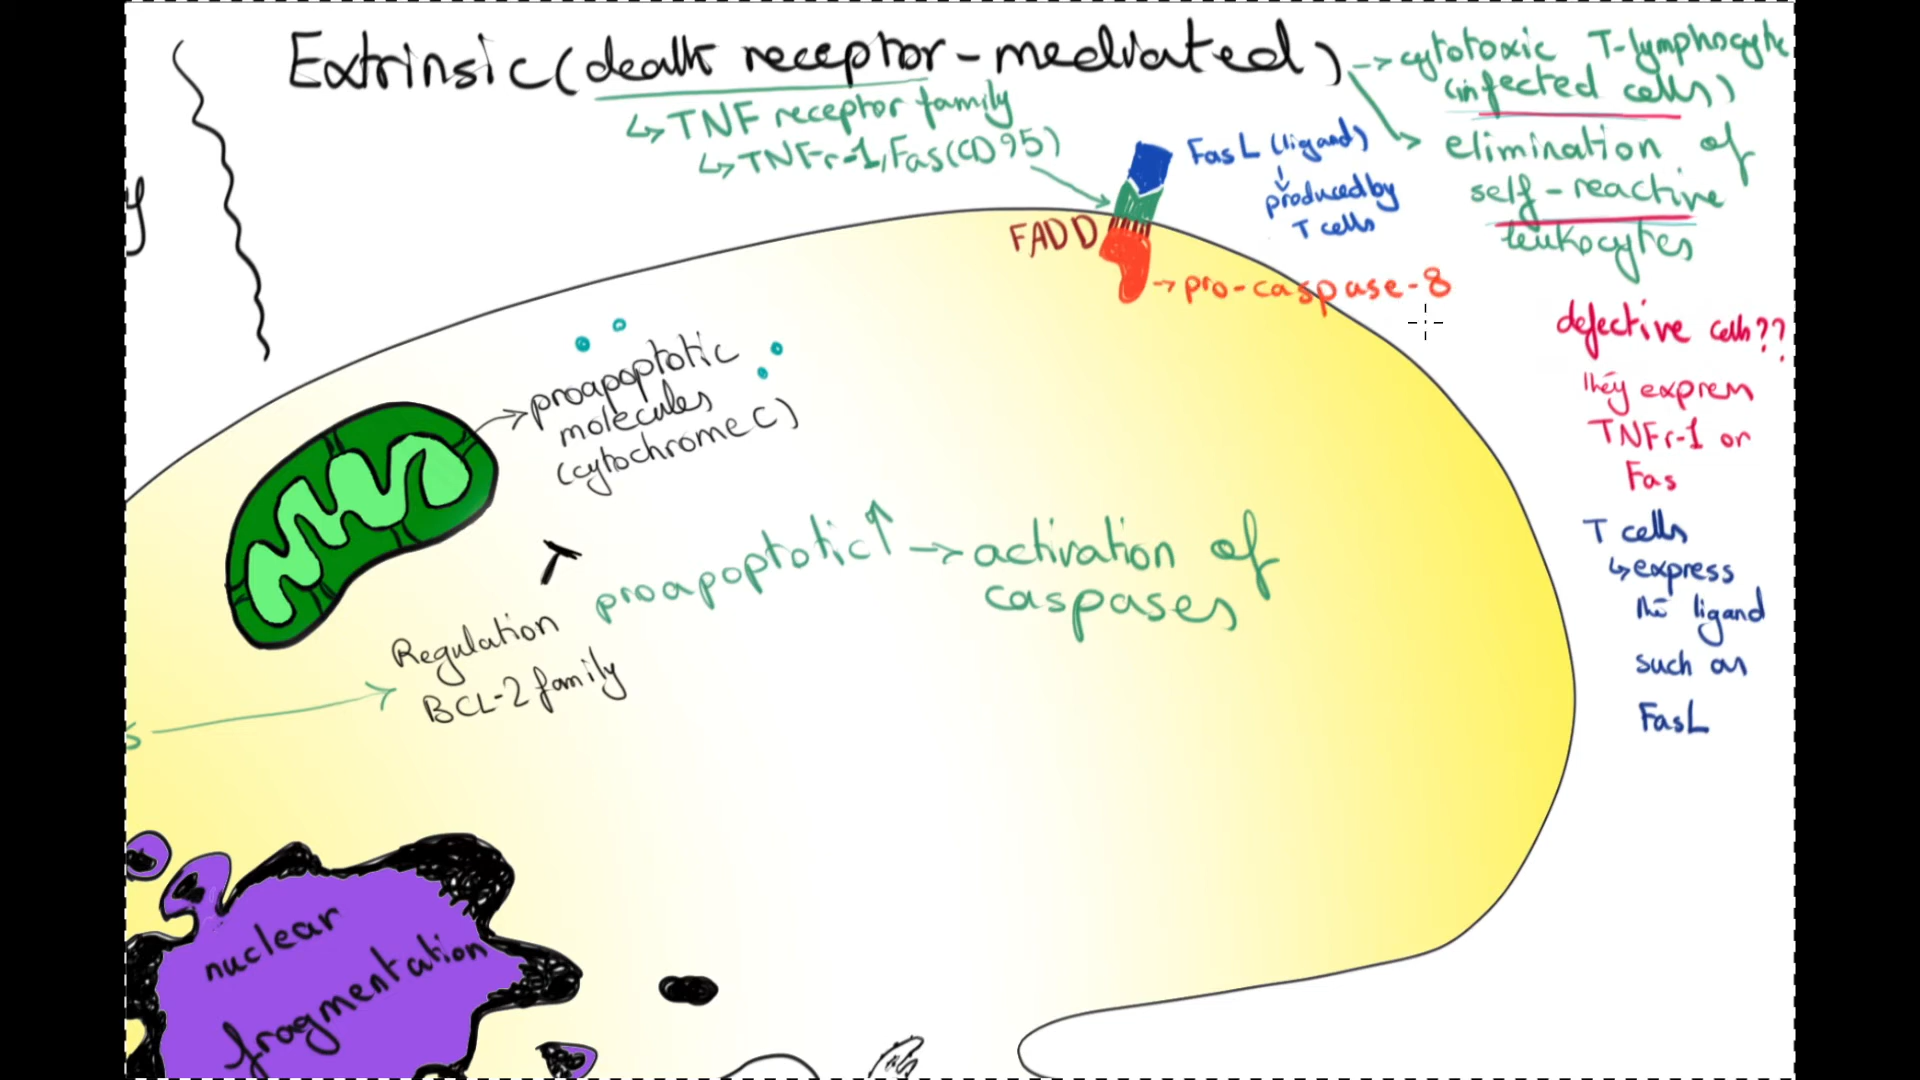 Extrinsic (death receptor-mediated)
↳ TNF receptor family
↳ TNFr-1, Fas (CD95)
→ cytotoxic T-lymphocyte
(infected cells)
→ elimination of
self-reactive
leukocytes
FasL (ligand)
↓
produced by
T cells
FADD
→ pro-caspase-8
defective cells??
they express
TNFr-1 or
Fas
T cells
↳ express
the ligand
such as
FasL
→ proapoptotic
molecules
(cytochrome C)
proapoptotic ↑ → activation of
caspases
Regulation
BCL-2 family
nuclear
fragmentation